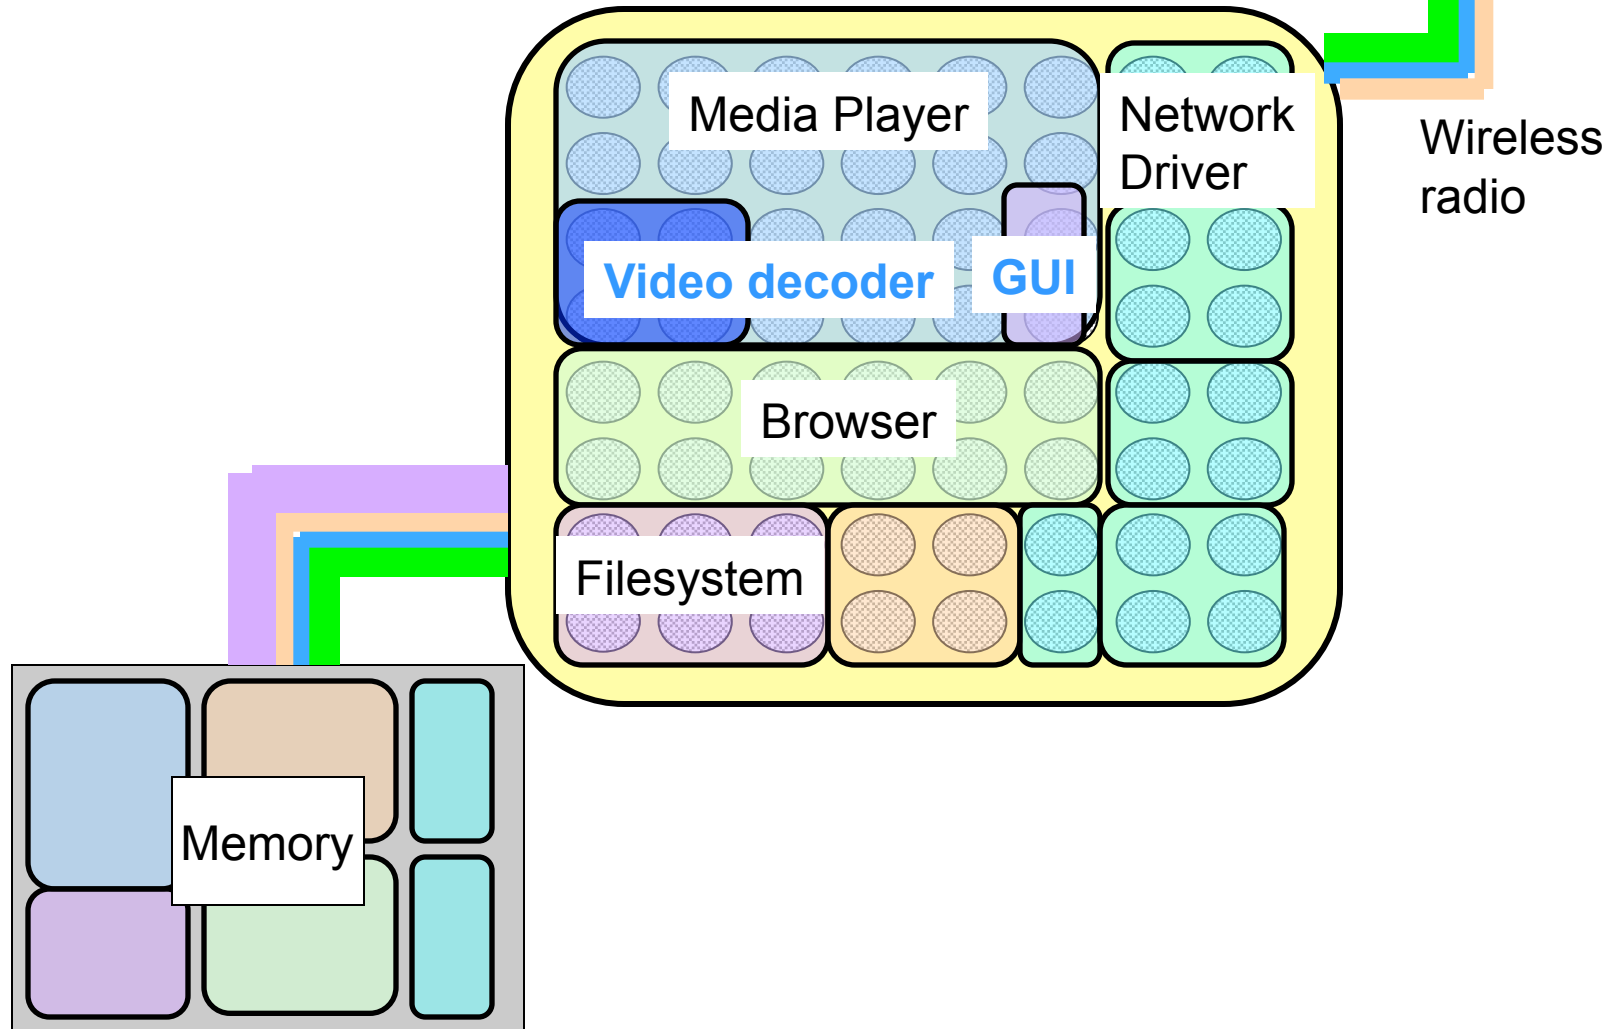 Media Player
Network
Driver
Wireless
radio
Video decoder
GUI
Browser
Filesystem
Memory